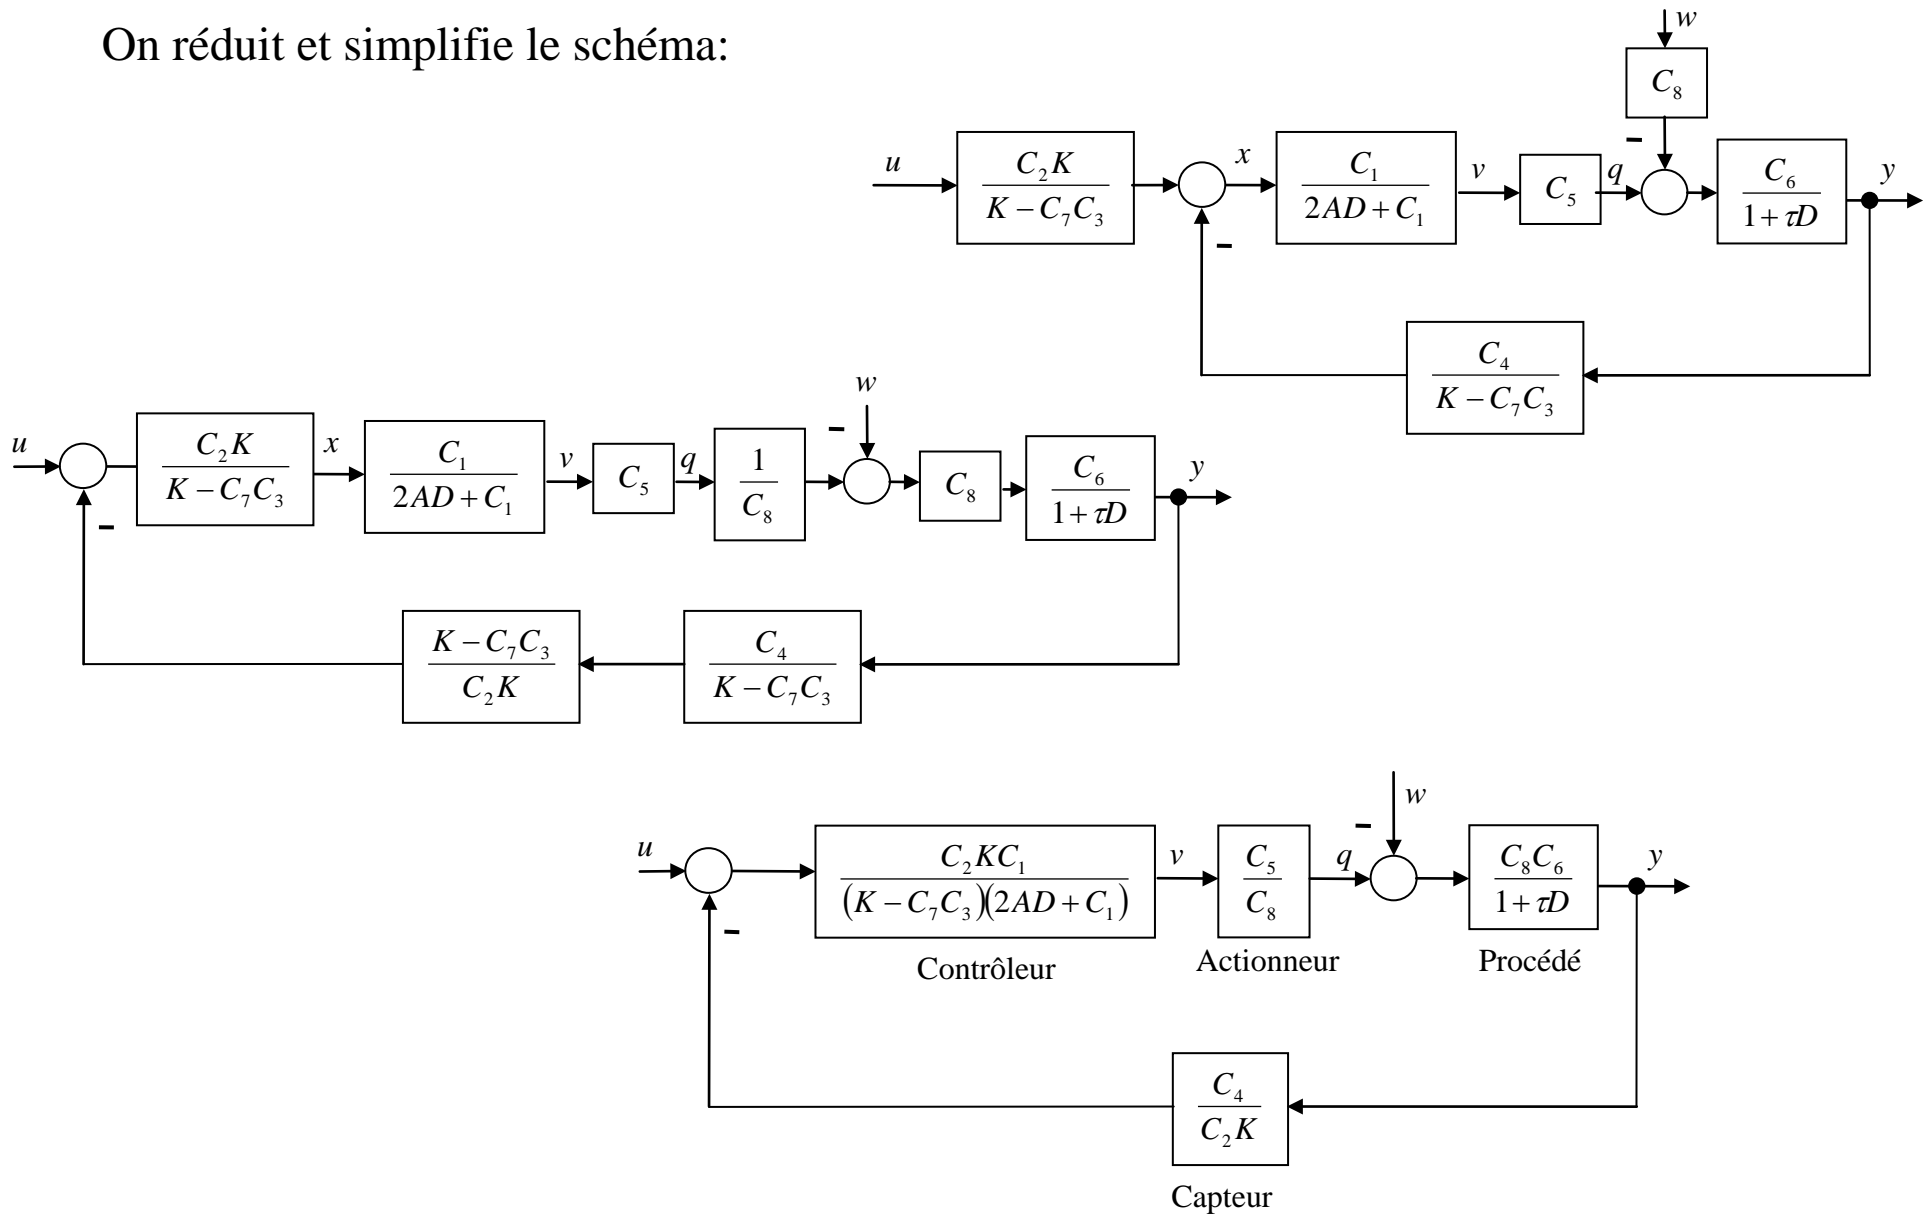 On réduit et simplifie le schéma:
w
C₈
-
u
C₂K / (K − C₇C₃)
x
C₁ / (2AD + C₁)
v
C₅
q
C₆ / (1 + τD)
y
-
C₄ / (K − C₇C₃)
w
-
u
C₂K / (K − C₇C₃)
x
C₁ / (2AD + C₁)
v
C₅
q
1 / C₈
C₈
C₆ / (1 + τD)
y
-
(K − C₇C₃) / C₂K
C₄ / (K − C₇C₃)
w
-
u
C₂KC₁ / (K − C₇C₃)(2AD + C₁)
v
C₅ / C₈
q
C₈C₆ / (1 + τD)
y
-
Contrôleur
Actionneur
Procédé
C₄ / C₂K
Capteur